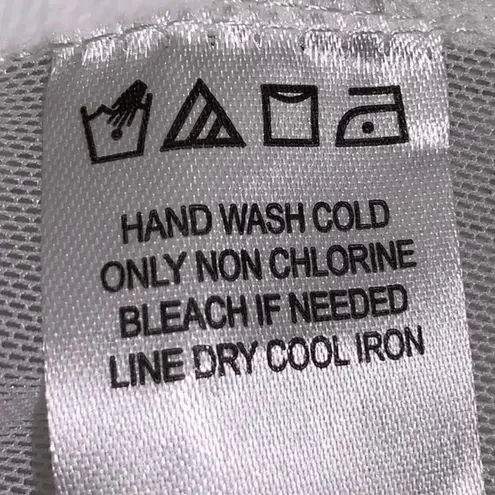 HAND WASH COLD
ONLY NON CHLORINE
BLEACH IF NEEDED
LINE DRY COOL IRON